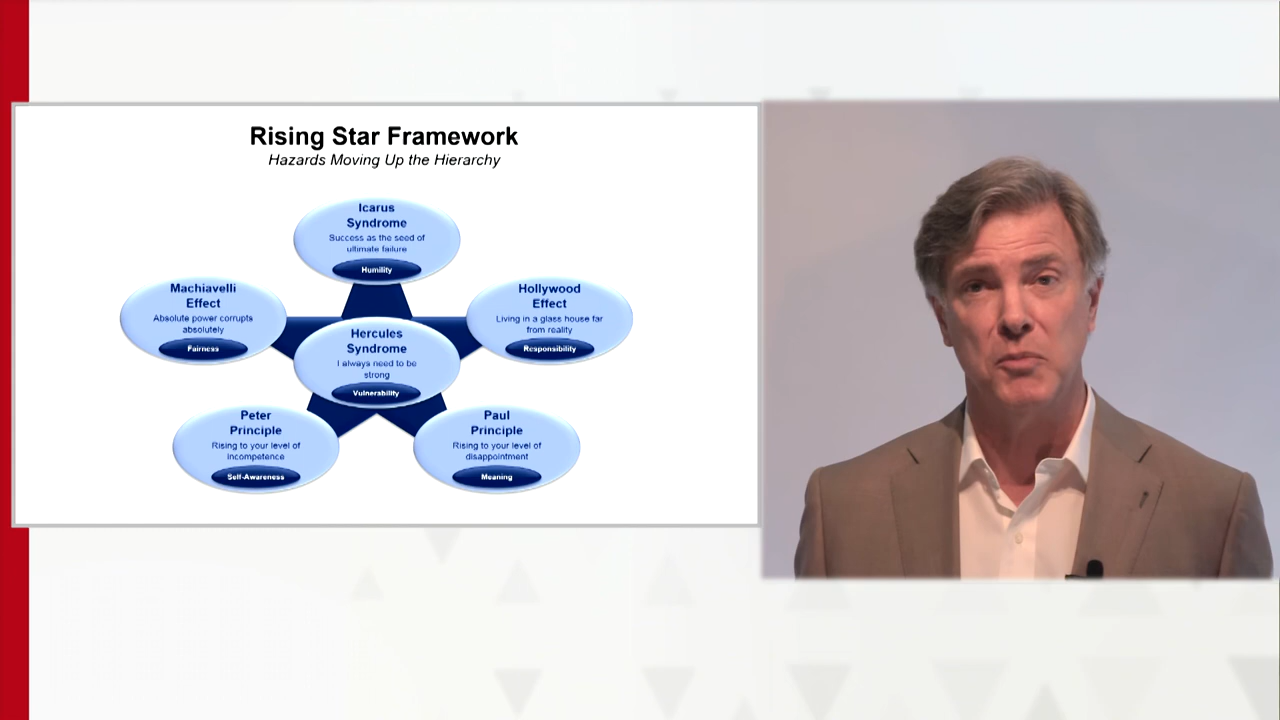 Rising Star Framework
Hazards Moving Up the Hierarchy
Icarus
Syndrome
Success as the seed of
ultimate failure
Humility
Machiavelli
Effect
Absolute power corrupts
absolutely
Fairness
Hollywood
Effect
Living in a glass house far
from reality
Responsibility
Hercules
Syndrome
I always need to be
strong
Vulnerability
Peter
Principle
Rising to your level of
incompetence
Self-Awareness
Paul
Principle
Rising to your level of
disappointment
Meaning